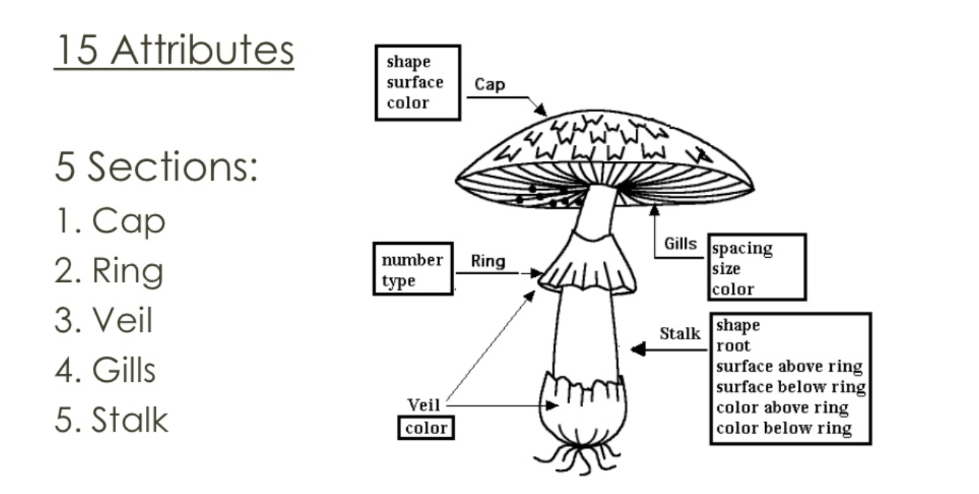 15 Attributes
5 Sections:
1. Cap
2. Ring
3. Veil
4. Gills
5. Stalk
shape
surface
color
Cap
number
type
Ring
Gills
spacing
size
color
Stalk
shape
root
surface above ring
surface below ring
color above ring
color below ring
Veil
color